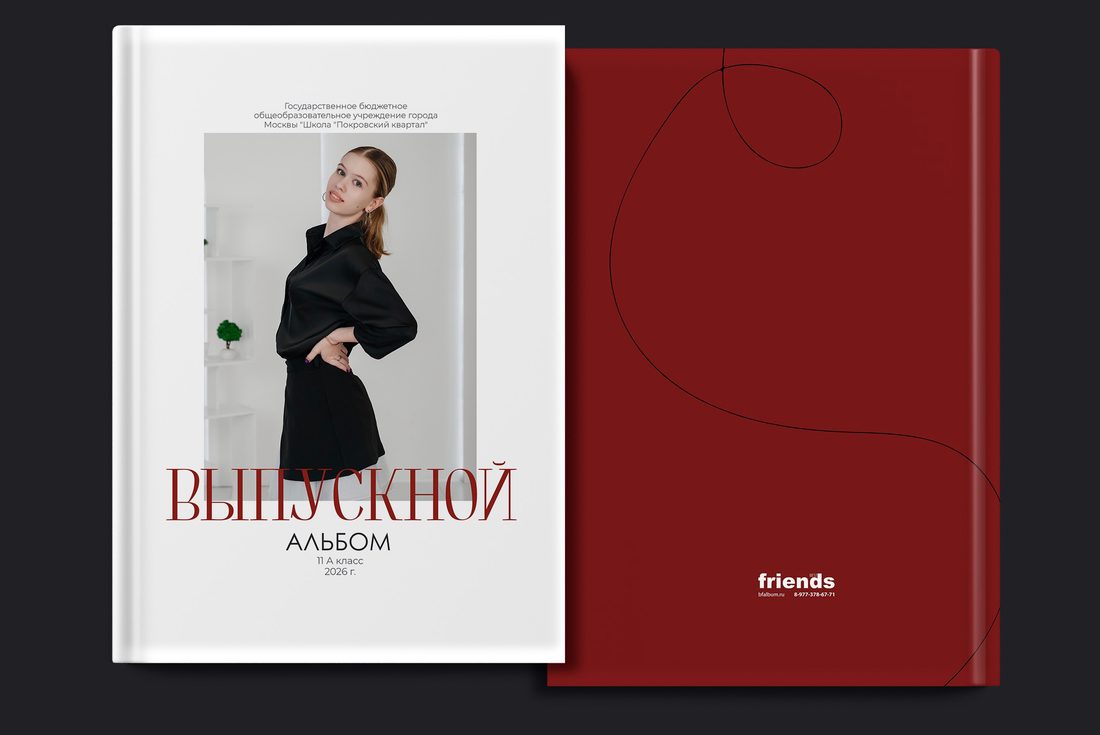 Государственное бюджетное
общеобразовательное учреждение города
Москвы "Школа "Покровский квартал"
ВЫПУСКНОЙ
АЛЬБОМ
11 А класс
2026 г.
friends
bfalbum.ru 8-977-378-67-71